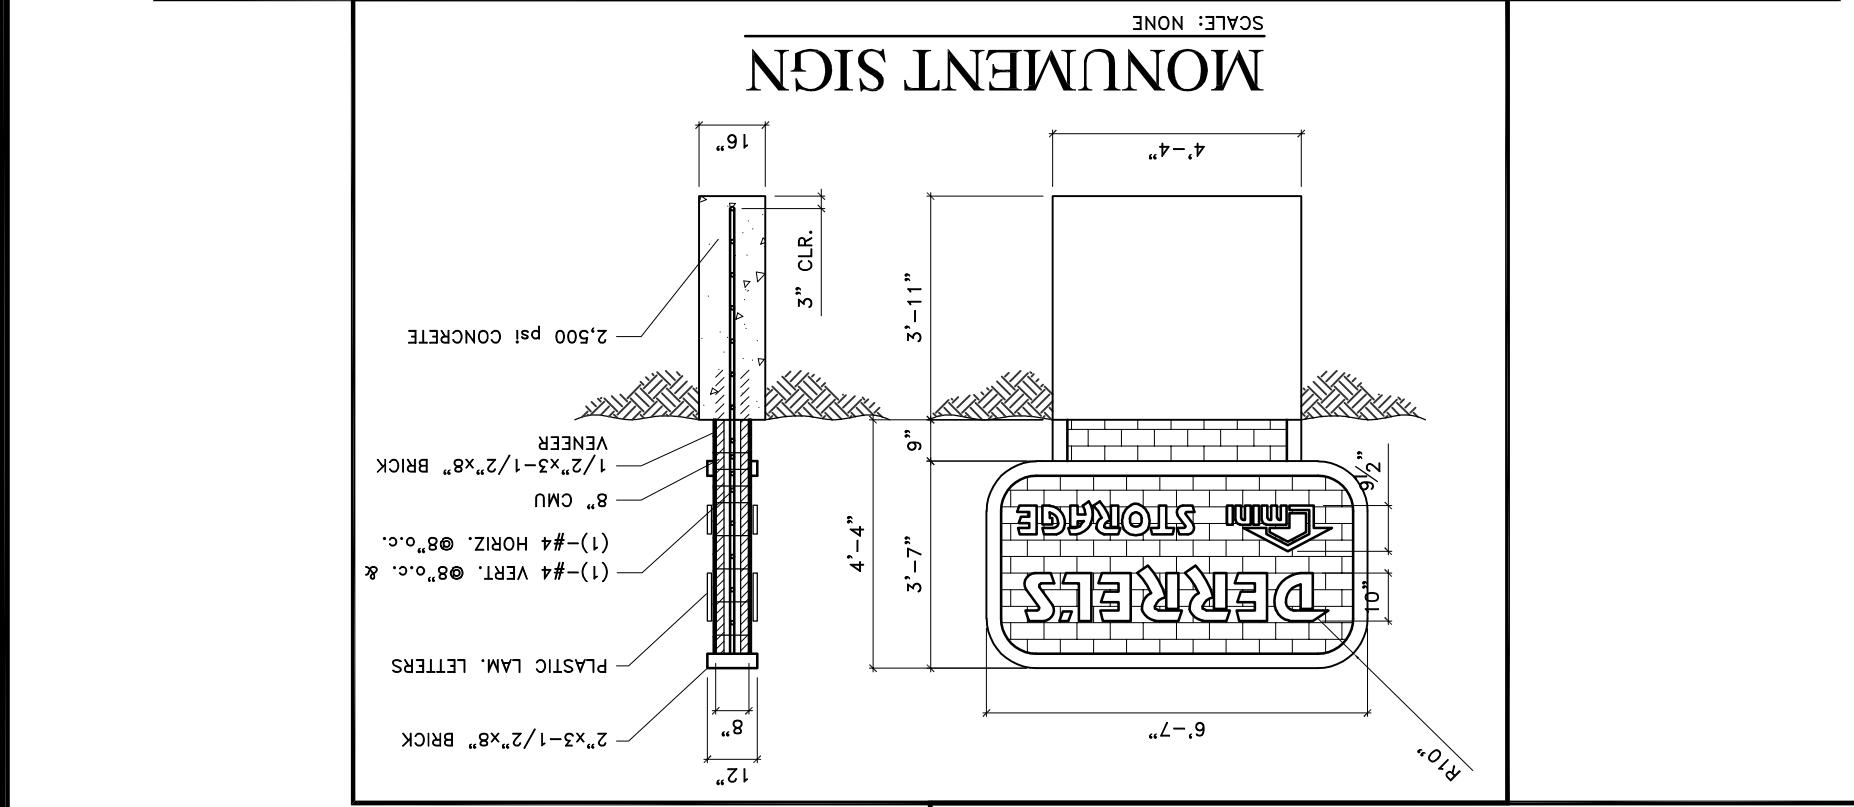 R10"
6'-7"
12"
8"
2"x3-1/2"x8" BRICK
PLASTIC LAM. LETTERS
DERREL'S
10"
3'-7"
4'-4"
(1)-#4 VERT. @8"o.c. &
(1)-#4 HORIZ. @8"o.c.
mini STORAGE
9½"
8" CMU
1/2"x3-1/2"x8" BRICK
VENEER
9"
2,500 psi CONCRETE
3'-11"
3" CLR.
4'-4"
16"
MONUMENT SIGN
SCALE: NONE